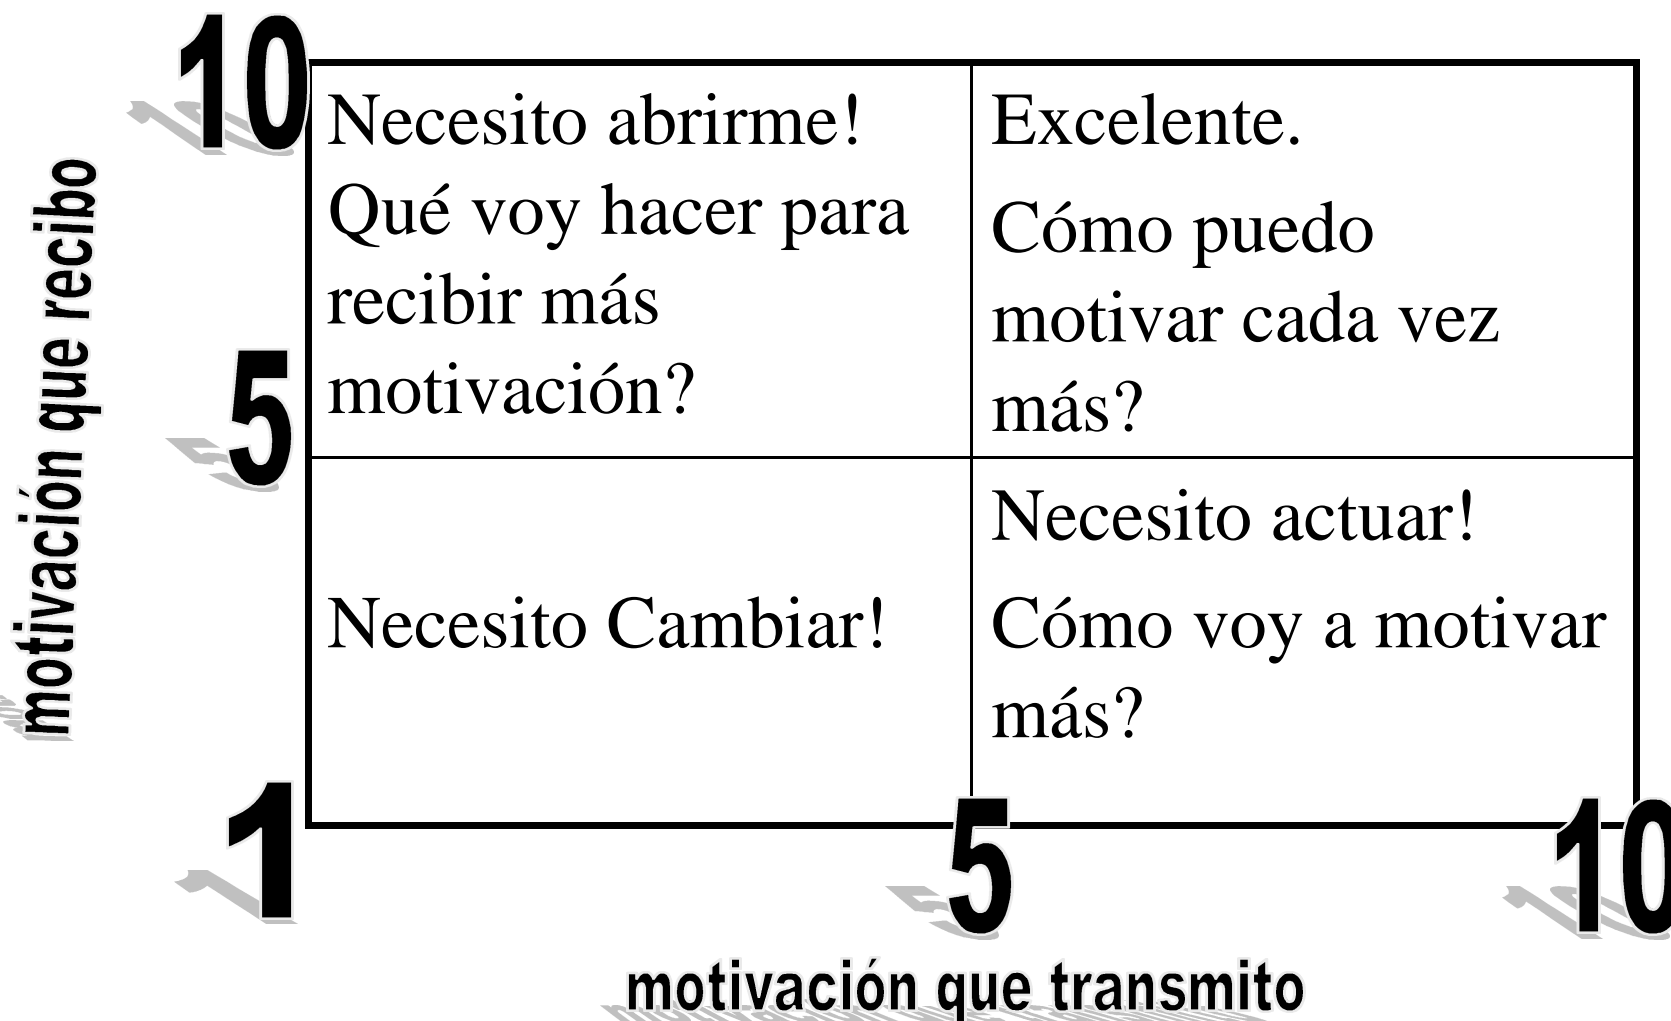 10
Necesito abrirme!
Qué voy hacer para
recibir más
motivación?
Excelente.
Cómo puedo
motivar cada vez
más?
motivación que recibo
5
Necesito Cambiar!
Necesito actuar!
Cómo voy a motivar
más?
1
5
10
motivación que transmito